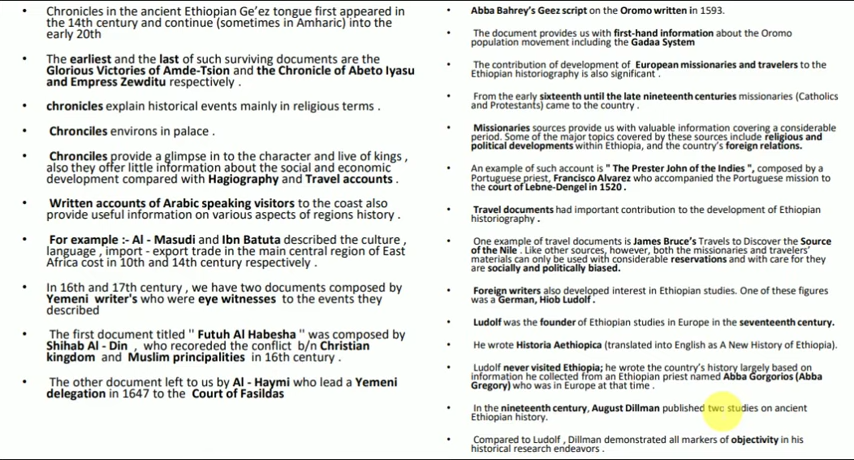 • Chronicles in the ancient Ethiopian Ge'ez tongue first appeared in
the 14th century and continue (sometimes in Amharic) into the
early 20th
• The earliest and the last of such surviving documents are the
Glorious Victories of Amde-Tsion and the Chronicle of Abeto Iyasu
and Empress Zewditu respectively .
• chronicles explain historical events mainly in religious terms .
• Chronciles environs in palace .
• Chronciles provide a glimpse in to the character and live of kings ,
also they offer little information about the social and economic
development compared with Hagiography and Travel accounts .
• Written accounts of Arabic speaking visitors to the coast also
provide useful information on various aspects of regions history .
• For example :- Al - Masudi and Ibn Batuta described the culture ,
language , import - export trade in the main central region of East
Africa cost in 10th and 14th century respectively .
• In 16th and 17th century , we have two documents composed by
Yemeni writer's who were eye witnesses to the events they
described
• The first document titled " Futuh Al Habesha " was composed by
Shihab Al - Din , who recoreded the conflict b/n Christian
kingdom and Muslim principalities in 16th century .
• The other document left to us by Al - Haymi who lead a Yemeni
delegation in 1647 to the Court of Fasildas
• Abba Bahrey's Geez script on the Oromo written in 1593.
• The document provides us with first-hand information about the Oromo
population movement including the Gadaa System
• The contribution of development of European missionaries and travelers to the
Ethiopian historiography is also significant .
• From the early sixteenth until the late nineteenth centuries missionaries (Catholics
and Protestants) came to the country .
• Missionaries sources provide us with valuable information covering a considerable
period. Some of the major topics covered by these sources include religious and
political developments within Ethiopia, and the country's foreign relations.
• An example of such account is " The Prester John of the Indies ", composed by a
Portuguese priest, Francisco Alvarez who accompanied the Portuguese mission to
the court of Lebne-Dengel in 1520 .
• Travel documents had important contribution to the development of Ethiopian
historiography .
• One example of travel documents is James Bruce's Travels to Discover the Source
of the Nile . Like other sources, however, both the missionaries and travelers'
materials can only be used with considerable reservations and with care for they
are socially and politically biased.
• Foreign writers also developed interest in Ethiopian studies. One of these figures
was a German, Hiob Ludolf .
• Ludolf was the founder of Ethiopian studies in Europe in the seventeenth century.
• He wrote Historia Aethiopica (translated into English as A New History of Ethiopia).
• Ludolf never visited Ethiopia; he wrote the country's history largely based on
information he collected from an Ethiopian priest named Abba Gorgorios (Abba
Gregory) who was in Europe at that time .
• In the nineteenth century, August Dillman published two studies on ancient
Ethiopian history.
• Compared to Ludolf , Dillman demonstrated all markers of objectivity in his
historical research endeavors .